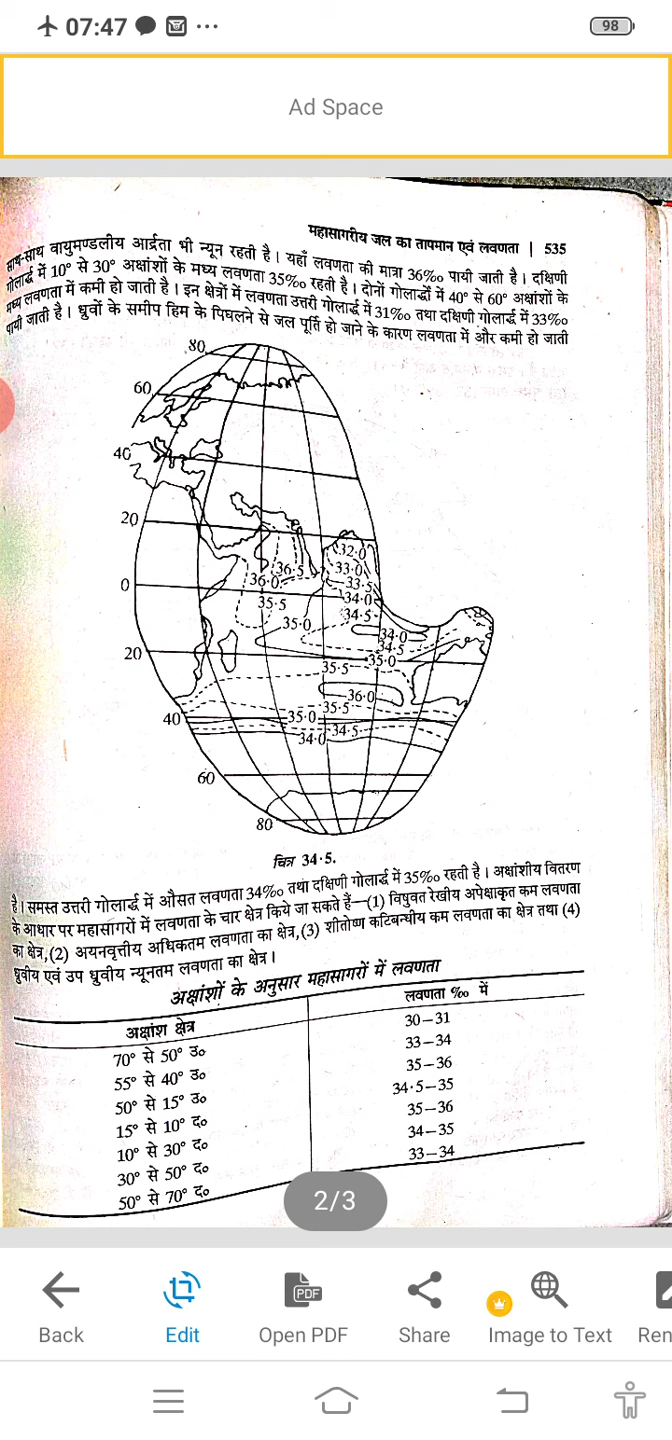 07:47
98
Ad Space
महासागरीय जल का तापमान एवं लवणता | 535
साथ-साथ वायुमण्डलीय आर्द्रता भी न्यून रहती है। यहाँ लवणता की मात्रा 36‰ पायी जाती है। दक्षिणी
गोलार्द्ध में 10° से 30° अक्षांशों के मध्य लवणता 35‰ रहती है। दोनों गोलार्द्धों में 40° से 60° अक्षांशों के
मध्य लवणता में कमी हो जाती है। इन क्षेत्रों में लवणता उत्तरी गोलार्द्ध में 31‰ तथा दक्षिणी गोलार्द्ध में 33‰
पायी जाती है। ध्रुवों के समीप हिम के पिघलने से जल पूर्ति हो जाने के कारण लवणता में और कमी हो जाती
80
60
40
20
0
20
40
60
80
32·0
33·0
33·5
34·0
34·5
36·5
36·0
35·5
35·0
34·0
34·5
35·0
35·5
36·0
35·5
35·0
34·5
34·0
चित्र 34·5.
है। समस्त उत्तरी गोलार्द्ध में औसत लवणता 34‰ तथा दक्षिणी गोलार्द्ध में 35‰ रहती है। अक्षांशीय वितरण
के आधार पर महासागरों में लवणता के चार क्षेत्र किये जा सकते हैं—(1) विषुवत रेखीय अपेक्षाकृत कम लवणता
का क्षेत्र, (2) अयनवृत्तीय अधिकतम लवणता का क्षेत्र, (3) शीतोष्ण कटिबन्धीय कम लवणता का क्षेत्र तथा (4)
ध्रुवीय एवं उप ध्रुवीय न्यूनतम लवणता का क्षेत्र।
अक्षांशों के अनुसार महासागरों में लवणता
अक्षांश क्षेत्र लवणता ‰ में
70° से 50° उ० 30–31
55° से 40° उ० 33–34
50° से 15° उ० 35–36
15° से 10° द० 34·5–35
10° से 30° द० 35–36
30° से 50° द० 34–35
50° से 70° द० 33–34
2/3
PDF
Back Edit Open PDF Share Image to Text Ren